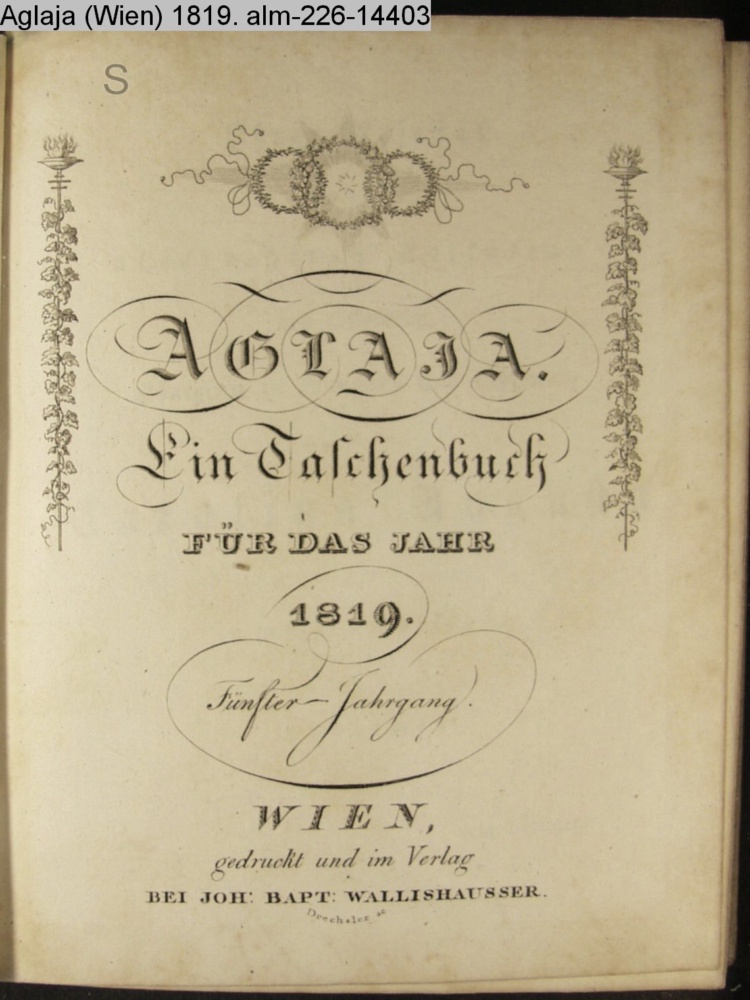 Aglaja (Wien) 1819. alm-226-14403
S
AGLAJA.
Ein Taſchenbuch
FÜR DAS JAHR
1819.
Fünfter Jahrgang.
WIEN,
gedruckt und im Verlag
BEI JOH: BAPT: WALLISHAUSSER.
Drechsler sc